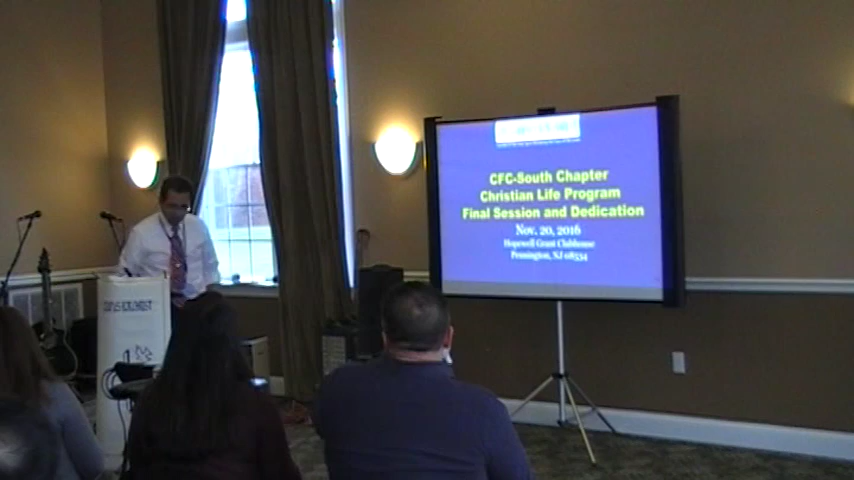 CFC-South Chapter
Christian Life Program
Final Session and Dedication
Nov. 20, 2016
Hopewell Grant Clubhouse
Pennington, NJ 08534